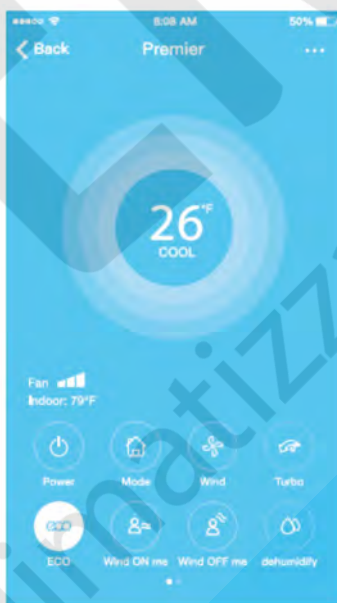 8:08 AM
50%
Back
Premier
...
26°F
COOL
Fan
Indoor: 79°F
Power
Mode
Wind
Turbo
eco
ECO
Wind ON me
Wind OFF me
dehumidify